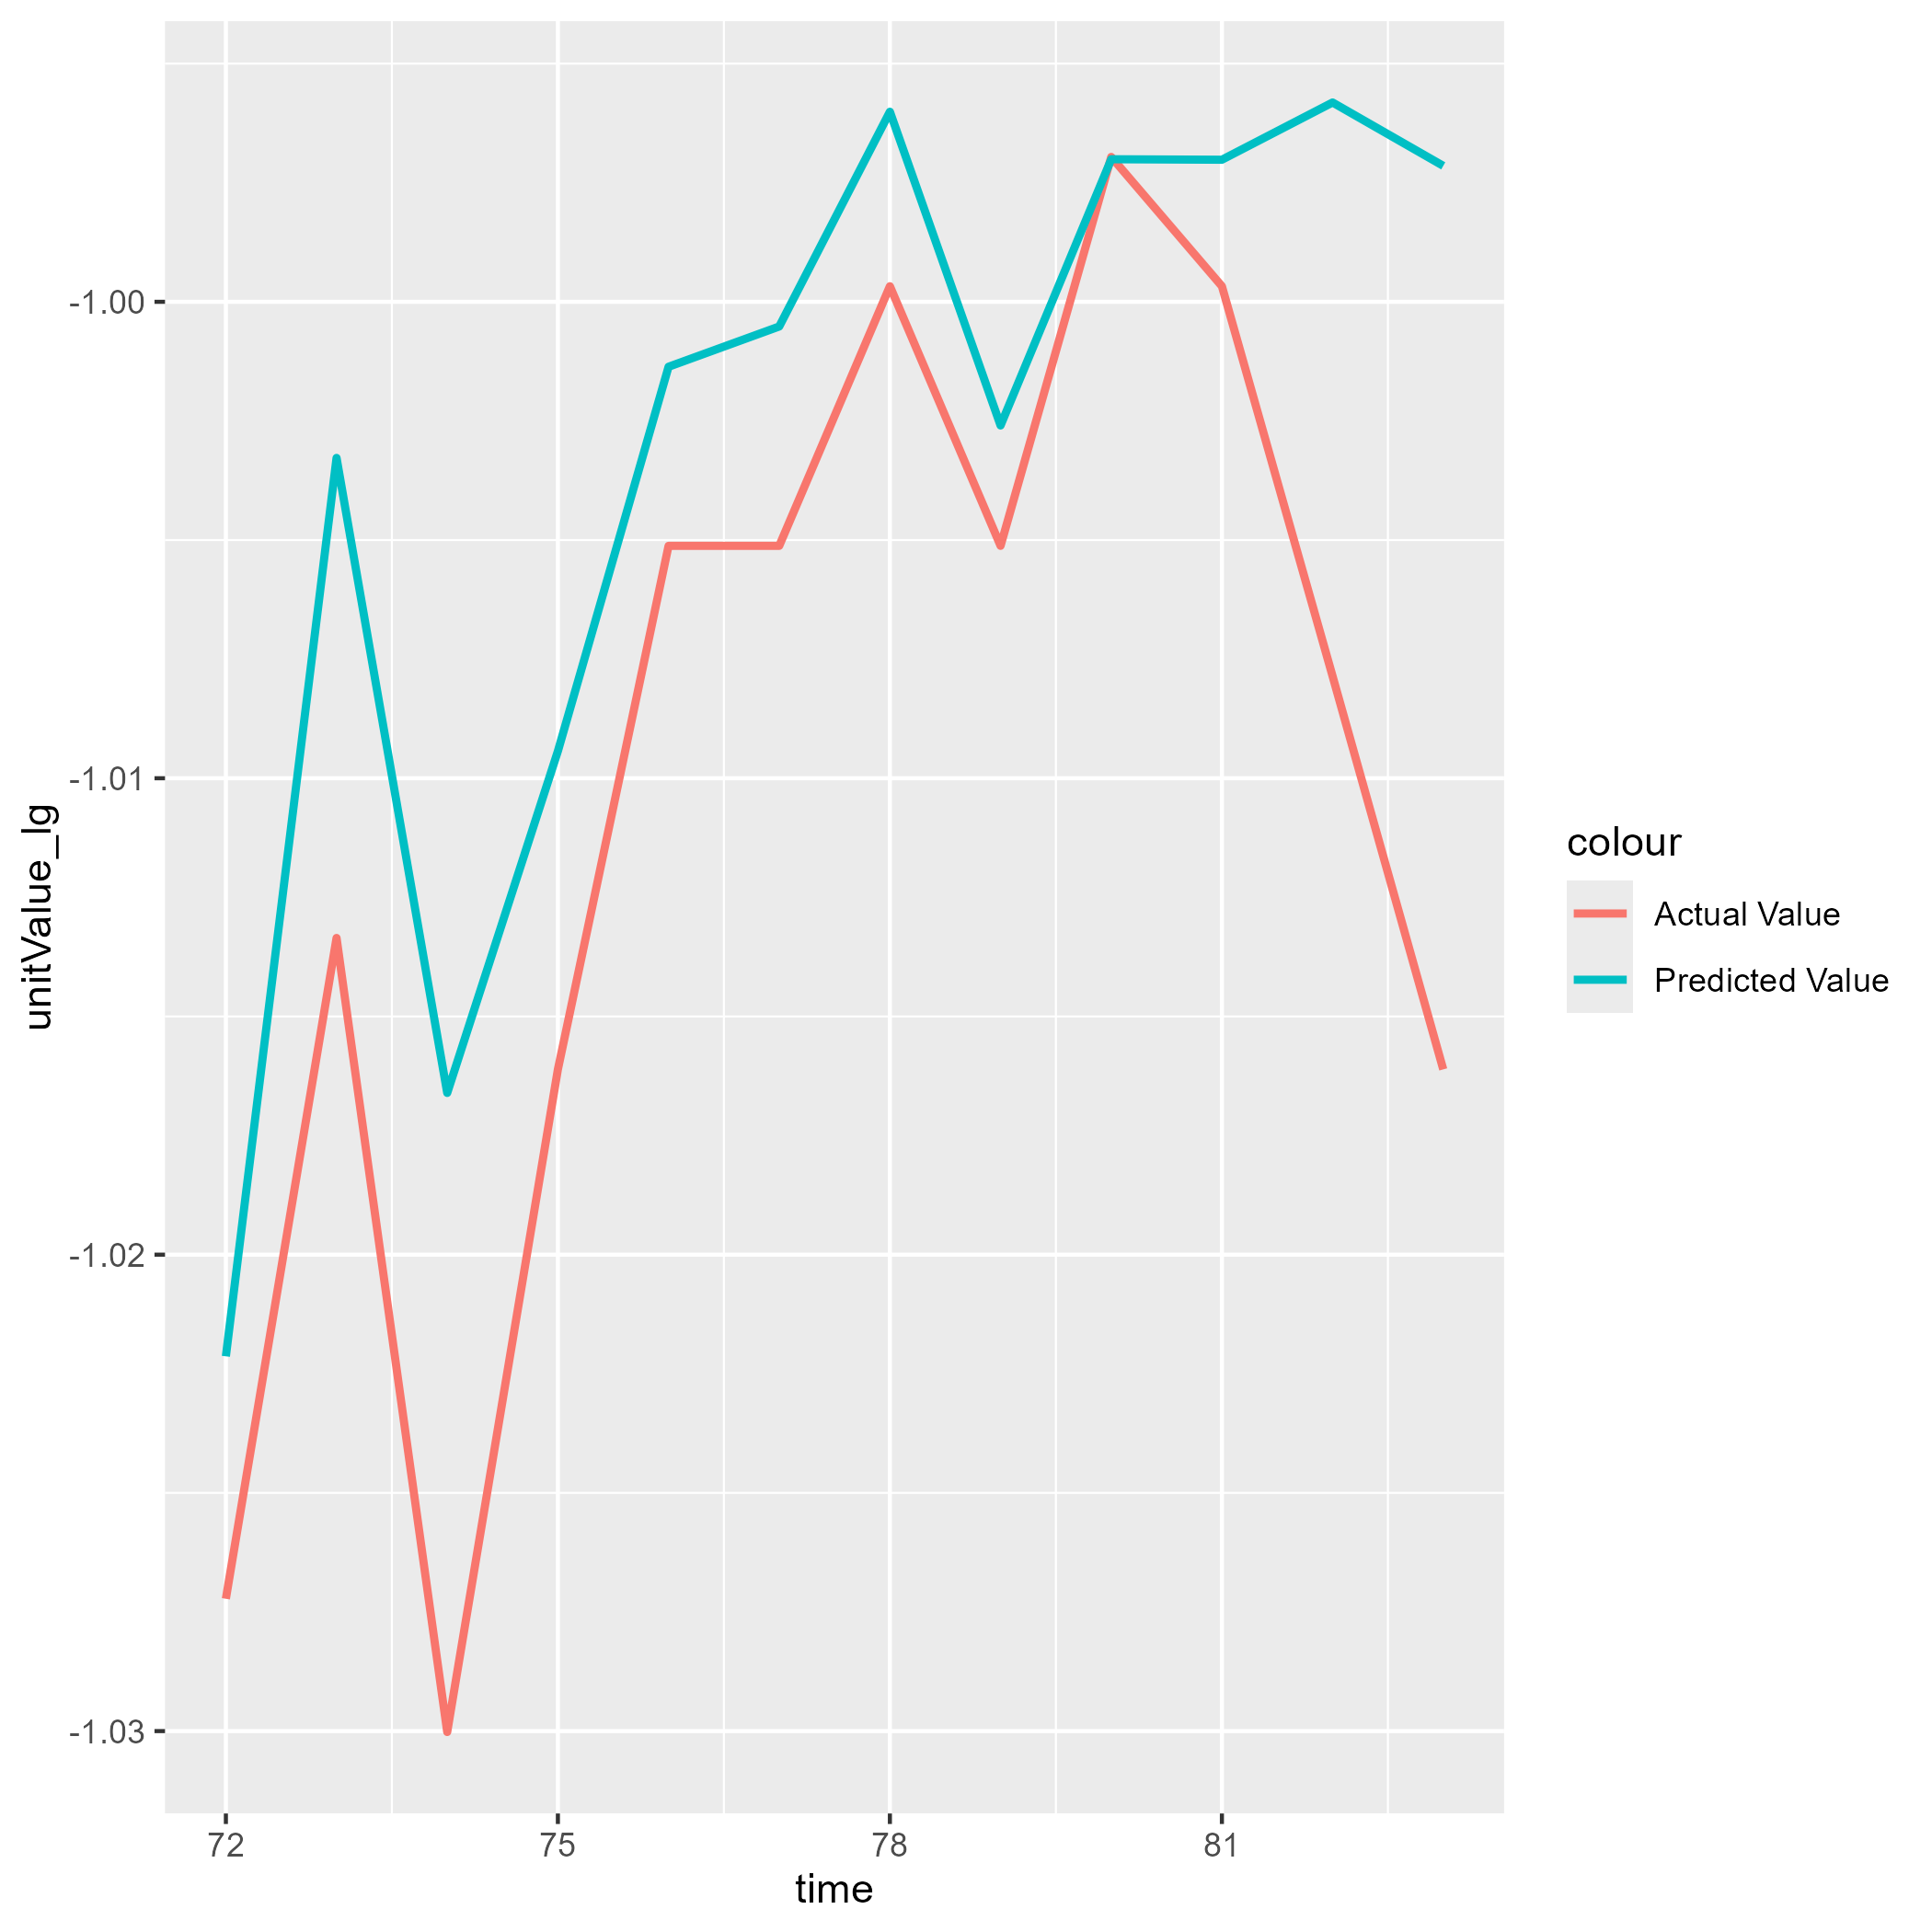 -1.00
-1.01
-1.02
-1.03
unitValue_lg
72 75 78 81
time
colour
Actual Value
Predicted Value